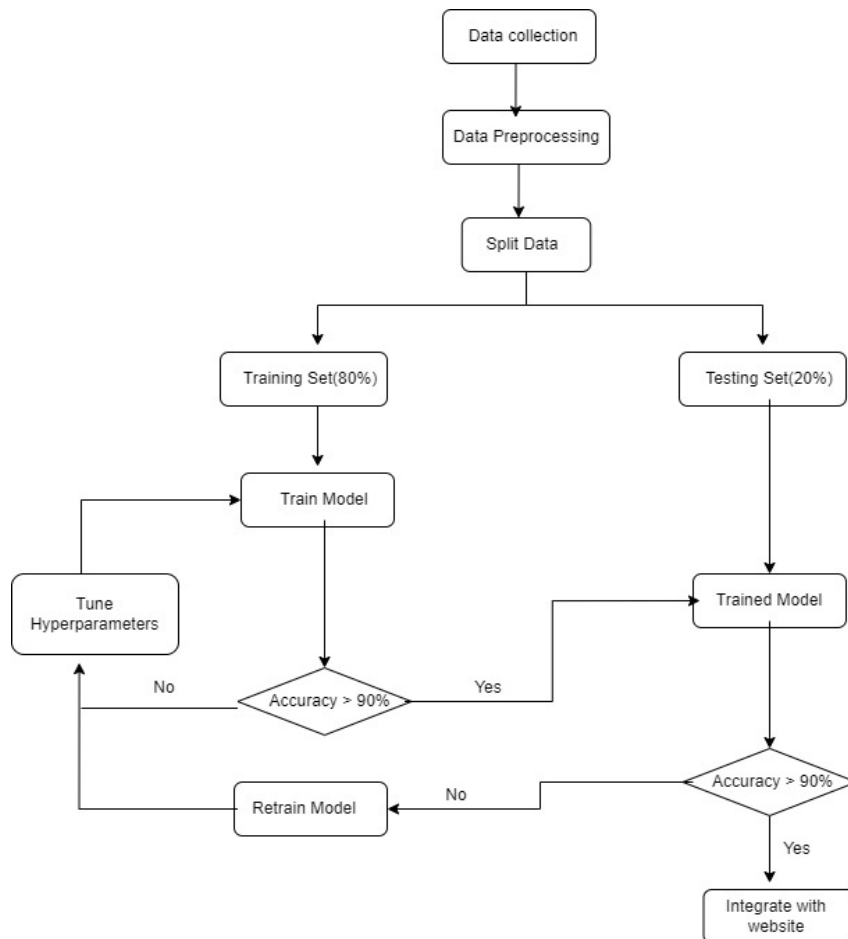 Data collection
Data Preprocessing
Split Data
Training Set(80%)
Testing Set(20%)
Train Model
Tune
Hyperparameters
Trained Model
No
Accuracy > 90%
Yes
Accuracy > 90%
No
Retrain Model
Yes
Integrate with
website